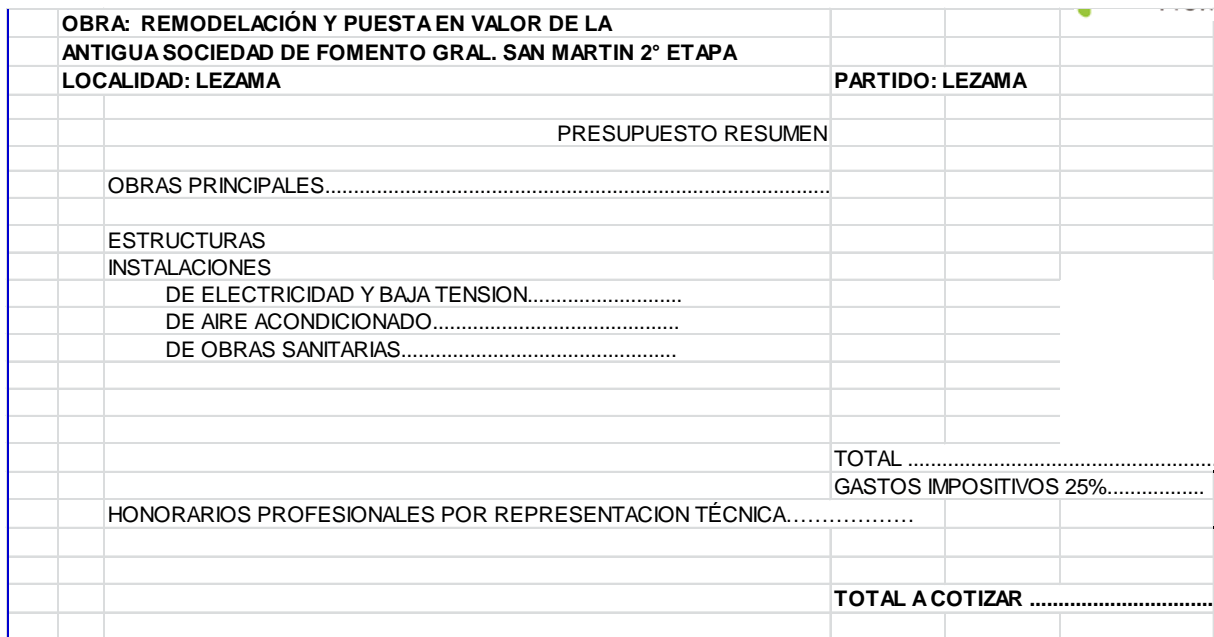 OBRA: REMODELACIÓN Y PUESTA EN VALOR DE LA
ANTIGUA SOCIEDAD DE FOMENTO GRAL. SAN MARTIN 2° ETAPA
LOCALIDAD: LEZAMA PARTIDO: LEZAMA
PRESUPUESTO RESUMEN
OBRAS PRINCIPALES........................................................................................
ESTRUCTURAS
INSTALACIONES
DE ELECTRICIDAD Y BAJA TENSION...........................
DE AIRE ACONDICIONADO...........................................
DE OBRAS SANITARIAS................................................
TOTAL .....................................................
GASTOS IMPOSITIVOS 25%.................
HONORARIOS PROFESIONALES POR REPRESENTACION TÉCNICA..................
TOTAL A COTIZAR ................................